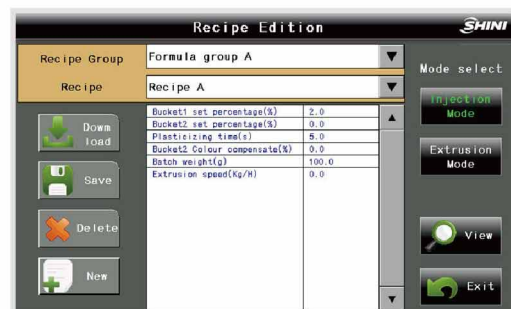 Recipe Edition
SHINI
Recipe Group
Formula group A
Mode select
Recipe
Recipe A
Injection
Mode
Extrusion
Mode
View
Exit
Dowm
load
Save
Delete
New
Bucket1 set percentage(%) 2.0
Bucket2 set percentage(%) 0.0
Plasticizing time(s) 5.0
Bucket2 Colour compensate(%) 0.0
Batch weight(g) 100.0
Extrusion speed(Kg/H) 0.0